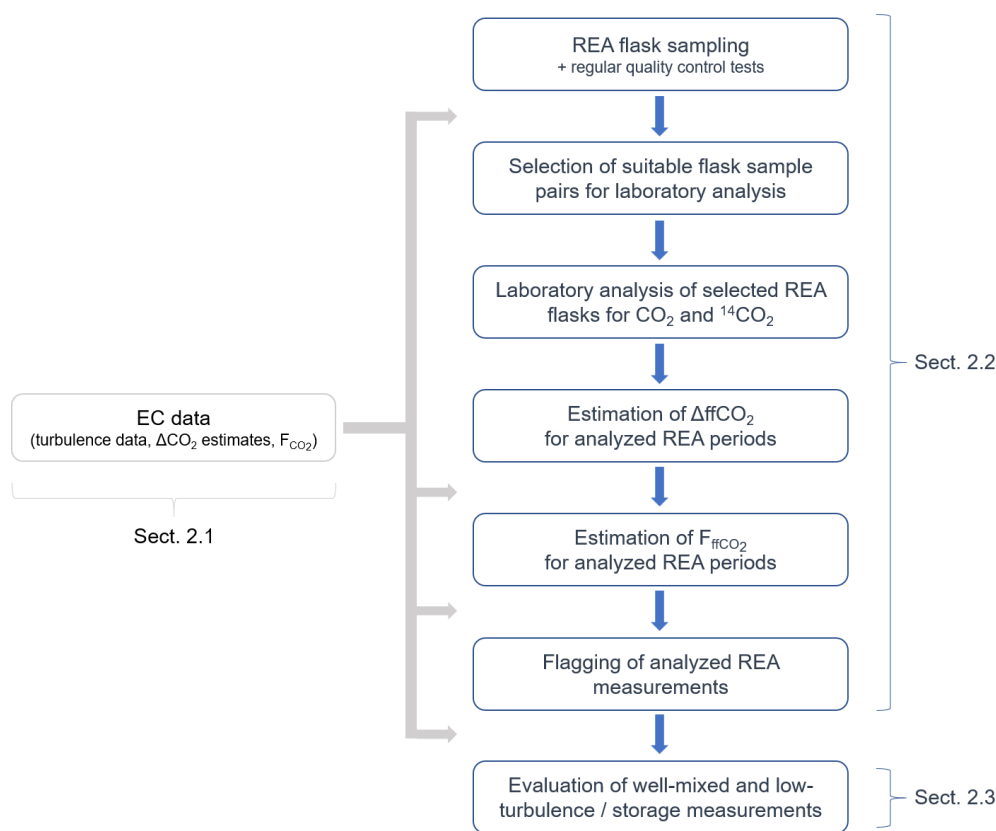 REA flask sampling
+ regular quality control tests
Selection of suitable flask sample
pairs for laboratory analysis
Laboratory analysis of selected REA
flasks for CO₂ and ¹⁴CO₂
Sect. 2.2
Estimation of ΔffCO₂
for analyzed REA periods
EC data
(turbulence data, ΔCO₂ estimates, F_CO₂)
Sect. 2.1
Estimation of F_ffCO₂
for analyzed REA periods
Flagging of analyzed REA
measurements
Evaluation of well-mixed and low-
turbulence / storage measurements
Sect. 2.3